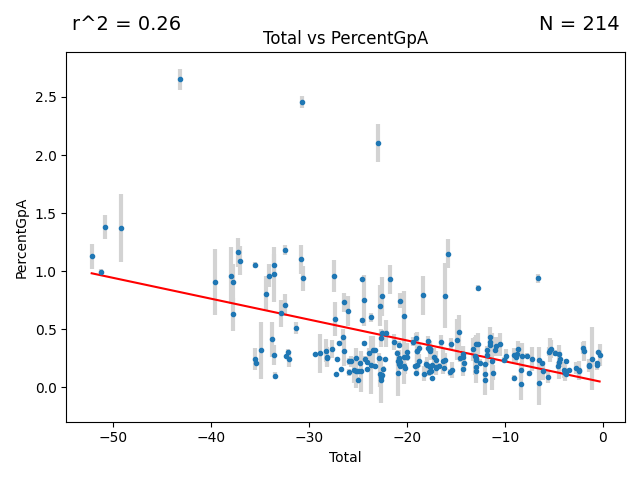 r^2 = 0.26
N = 214
Total vs PercentGpA
PercentGpA
2.5
2.0
1.5
1.0
0.5
0.0
−50
−40
−30
−20
−10
0
Total